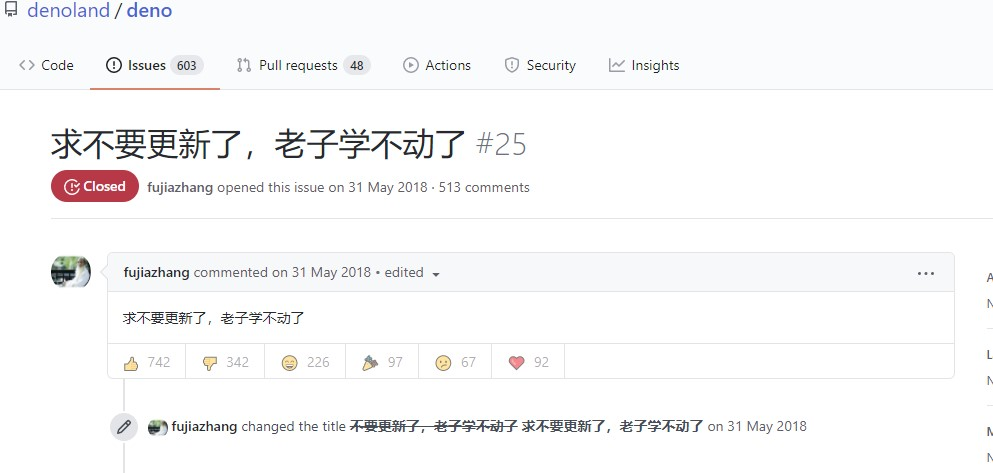 denoland / deno
Code Issues 603 Pull requests 48 Actions Security Insights
求不要更新了，老子学不动了 #25
Closed fujiazhang opened this issue on 31 May 2018 · 513 comments
fujiazhang commented on 31 May 2018 • edited
求不要更新了，老子学不动了
742 342 226 97 67 92
fujiazhang changed the title 不要更新了，老子学不动了 求不要更新了，老子学不动了 on 31 May 2018